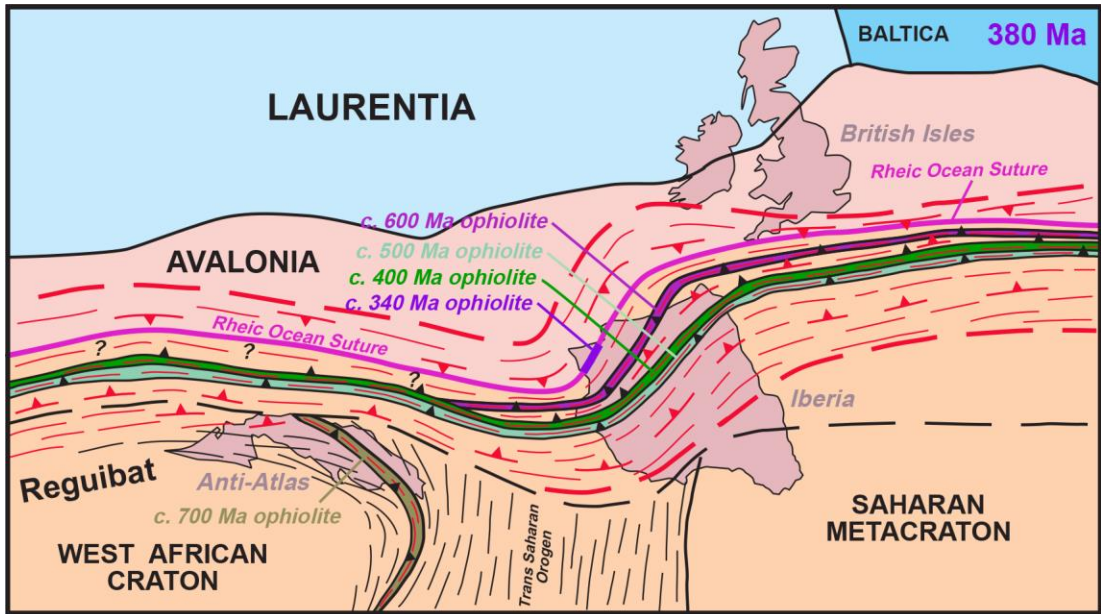 BALTICA
380 Ma
LAURENTIA
British Isles
Rheic Ocean Suture
c. 600 Ma ophiolite
c. 500 Ma ophiolite
AVALONIA
c. 400 Ma ophiolite
c. 340 Ma ophiolite
Rheic Ocean Suture
?
?
?
Iberia
Reguibat
Anti-Atlas
c. 700 Ma ophiolite
SAHARAN
METACRATON
WEST AFRICAN
CRATON
Trans Saharan
Orogen